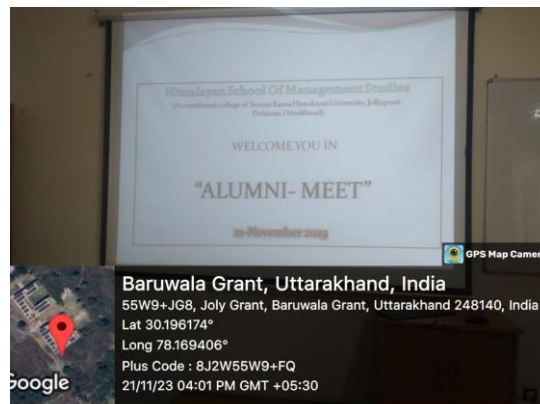 Himalayan School Of Management Studies
(A constituent college of Swami Rama Himalayan University, Jollygrant
Dehradun Uttrakhand)
WELCOME YOU IN
“ALUMNI- MEET”
21-November 2023
GPS Map Camer
Baruwala Grant, Uttarakhand, India
55W9+JG8, Joly Grant, Baruwala Grant, Uttarakhand 248140, India
Lat 30.196174°
Long 78.169406°
Plus Code : 8J2W55W9+FQ
Google
21/11/23 04:01 PM GMT +05:30